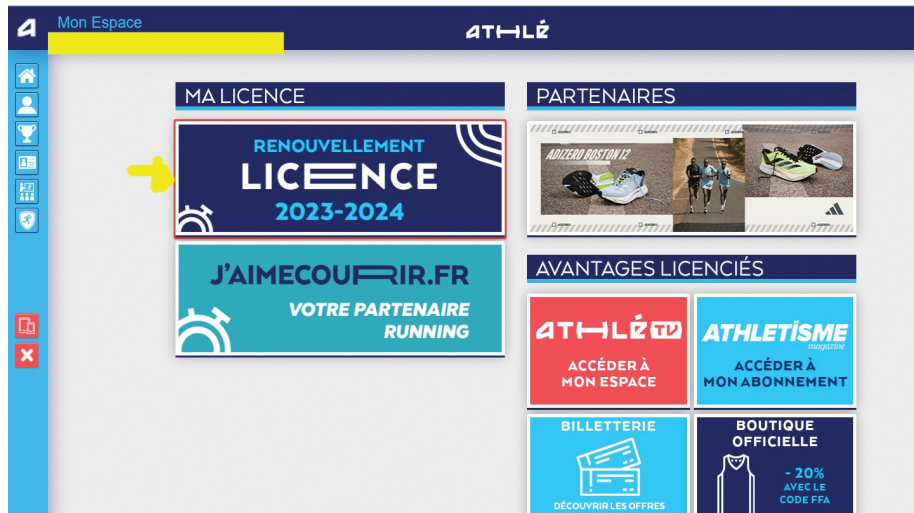 Mon Espace
ATHLÉ
MA LICENCE
RENOUVELLEMENT
LICENCE
2023-2024
J'AIMECOURIR.FR
VOTRE PARTENAIRE
RUNNING
PARTENAIRES
ADIZERO BOSTON 12
AVANTAGES LICENCIÉS
ATHLÉ TV
ACCÉDER À
MON ESPACE
ATHLETISME
magazine
ACCÉDER À
MON ABONNEMENT
BILLETTERIE
DÉCOUVRIR LES OFFRES
BOUTIQUE
OFFICIELLE
- 20%
AVEC LE
CODE FFA